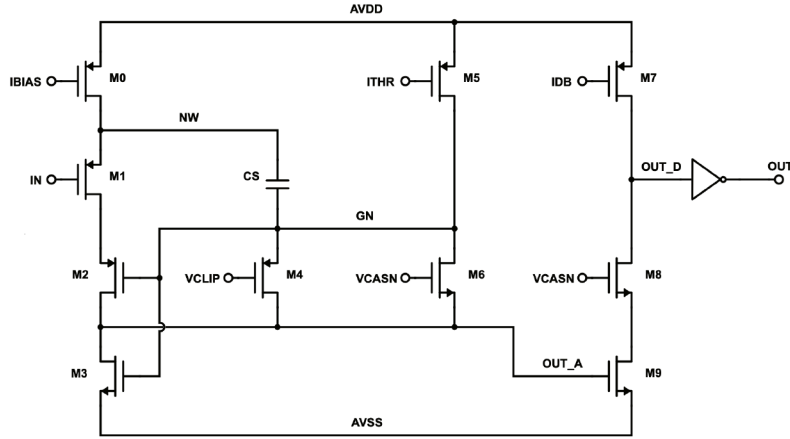 AVDD
IBIAS
M0
ITHR
M5
IDB
M7
NW
IN
M1
CS
OUT_D
OUT
GN
M2
VCLIP
M4
VCASN
M6
VCASN
M8
M3
OUT_A
M9
AVSS